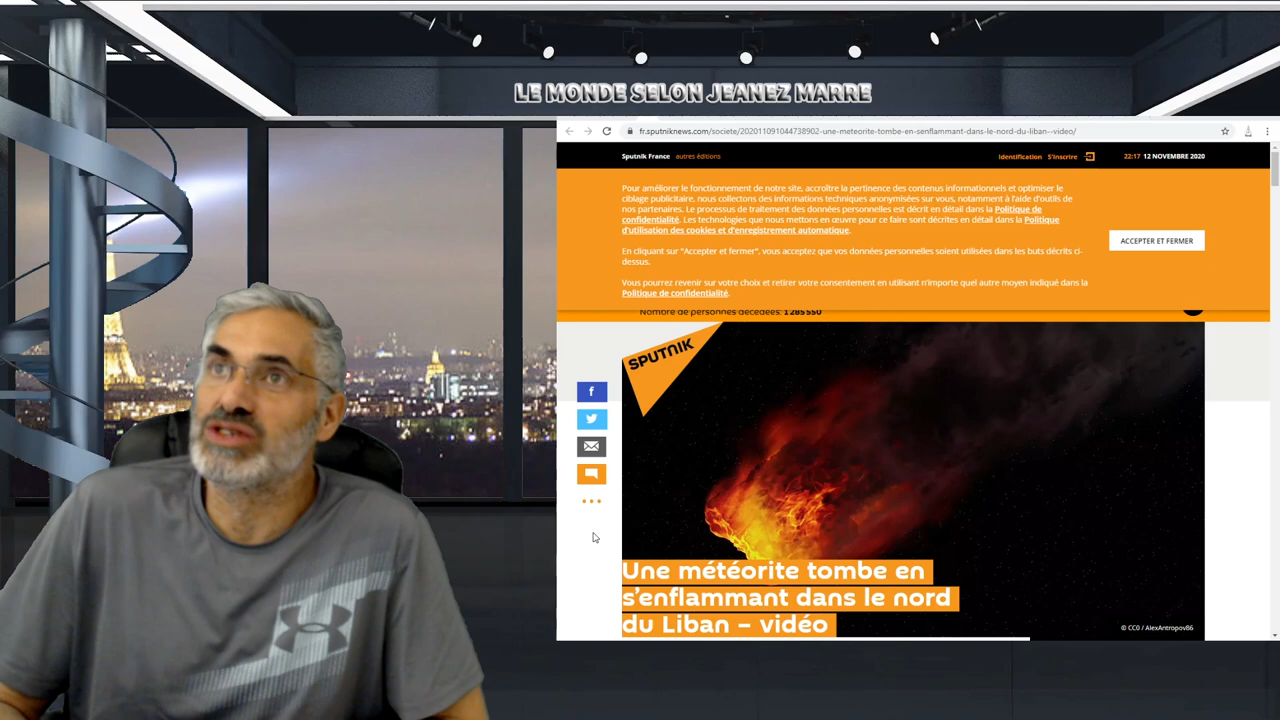 LE MONDE SELON JEANEZ MARRE
fr.sputniknews.com/societe/202011091044738902-une-meteorite-tombe-en-senflammant-dans-le-nord-du-liban--video/
Sputnik France autres éditions
Identification S'inscrire
22:17 12 NOVEMBRE 2020
Pour améliorer le fonctionnement de notre site, accroître la pertinence des contenus informationnels et optimiser le
ciblage publicitaire, nous collectons des informations techniques anonymisées sur vous, notamment à l'aide d'outils de
nos partenaires. Le processus de traitement des données personnelles est décrit en détail dans la Politique de
confidentialité. Les technologies que nous mettons en œuvre pour ce faire sont décrites en détail dans la Politique
d'utilisation des cookies et d'enregistrement automatique.
En cliquant sur "Accepter et fermer", vous acceptez que vos données personnelles soient utilisées dans les buts décrits ci-
dessus.
Vous pourrez revenir sur votre choix et retirer votre consentement en utilisant n'importe quel autre moyen indiqué dans la
Politique de confidentialité.
ACCEPTER ET FERMER
Nombre de personnes décédées: 1 285 550
SPUTNIK
Une météorite tombe en
s'enflammant dans le nord
du Liban – vidéo
© CC0 / AlexAntropov86